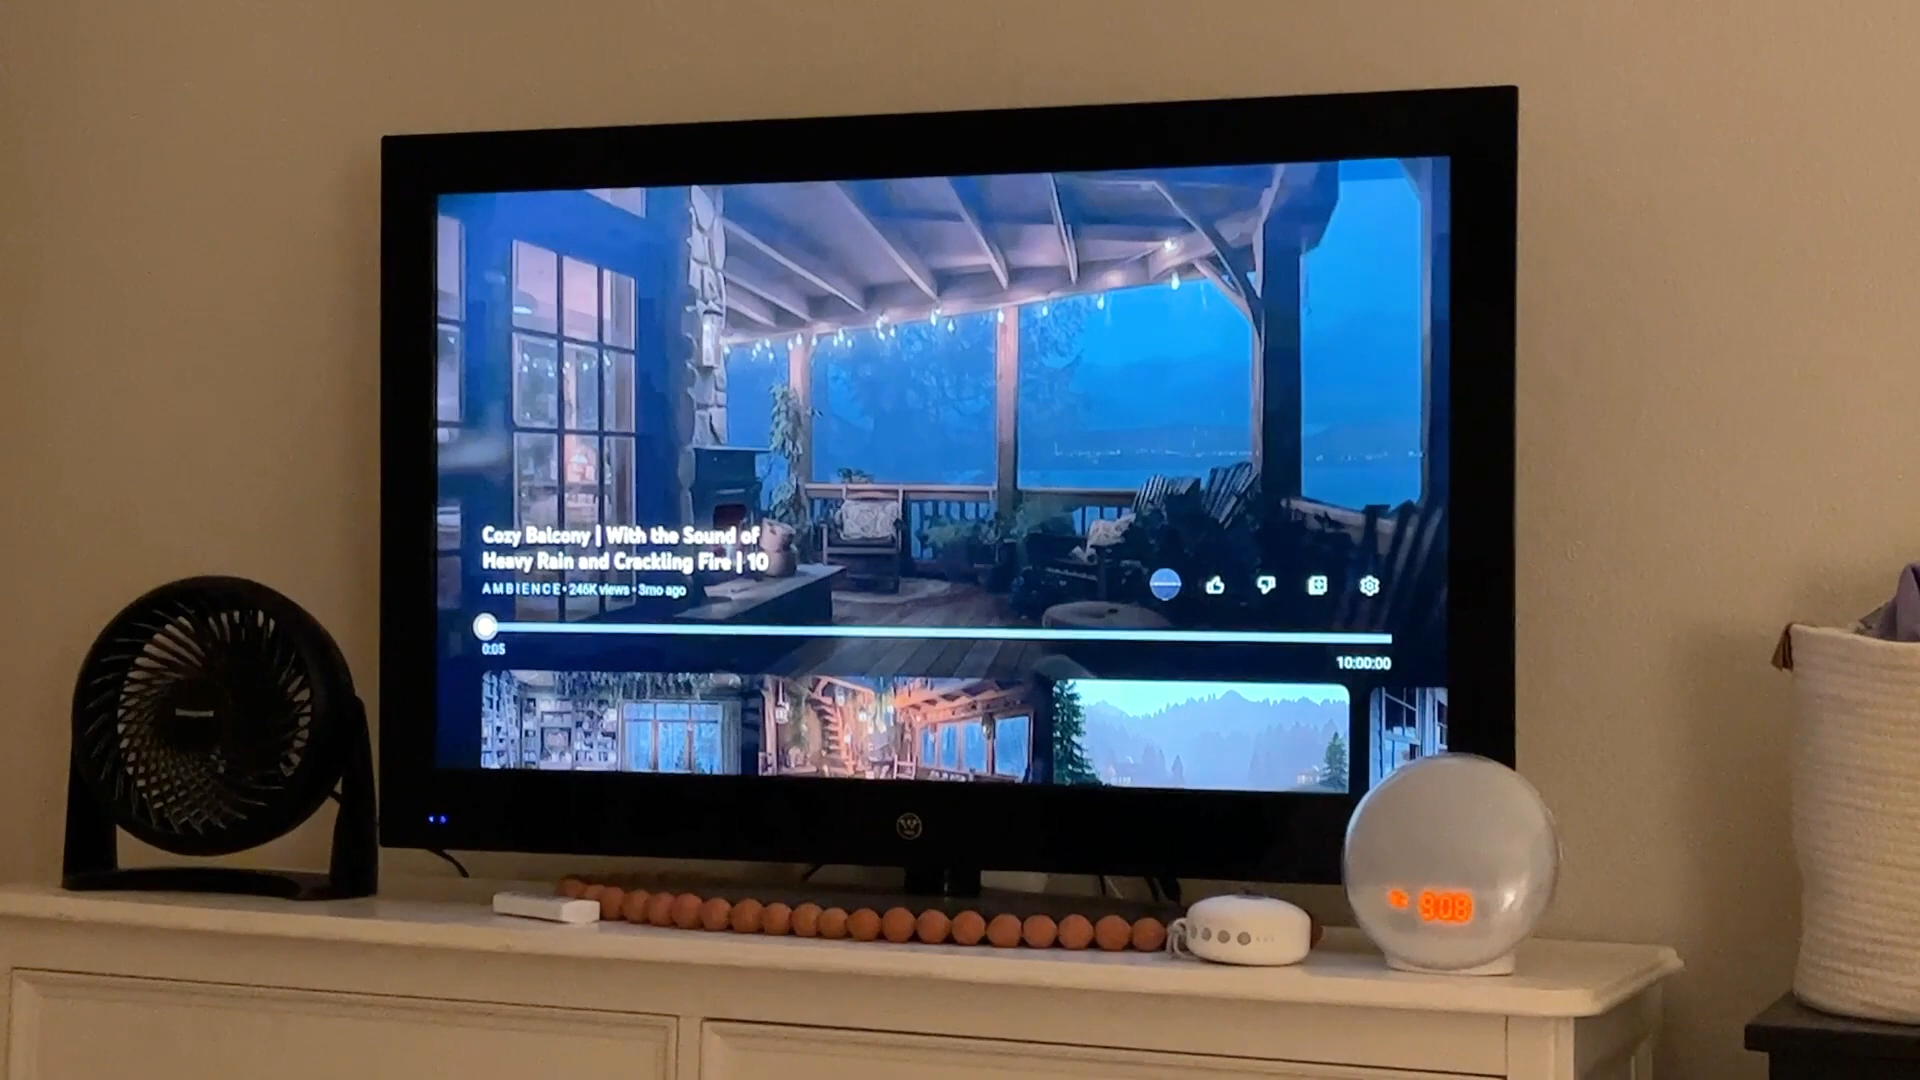 Cozy Balcony | With the Sound of
Heavy Rain and Crackling Fire | 10
AMBIENCE • 246K views • 3mo ago
0:05
10:00:00
908